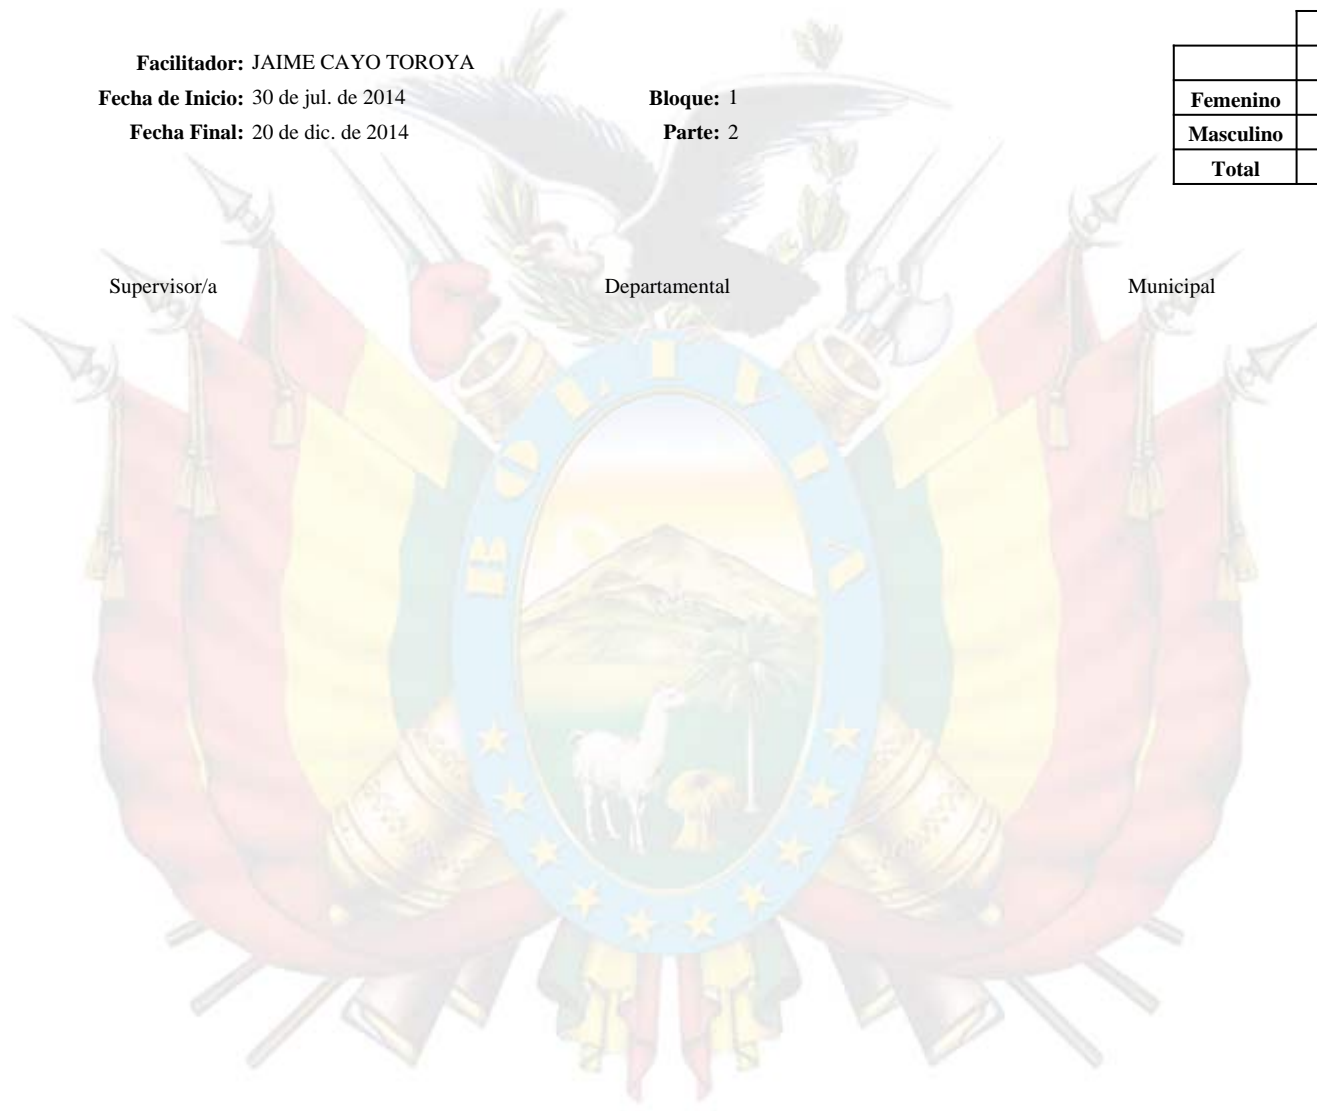 Facilitador: JAIME CAYO TOROYA
Fecha de Inicio: 30 de jul. de 2014 Bloque: 1
Fecha Final: 20 de dic. de 2014 Parte: 2
Femenino
Masculino
Total
Supervisor/a Departamental Municipal
BOLIVIA